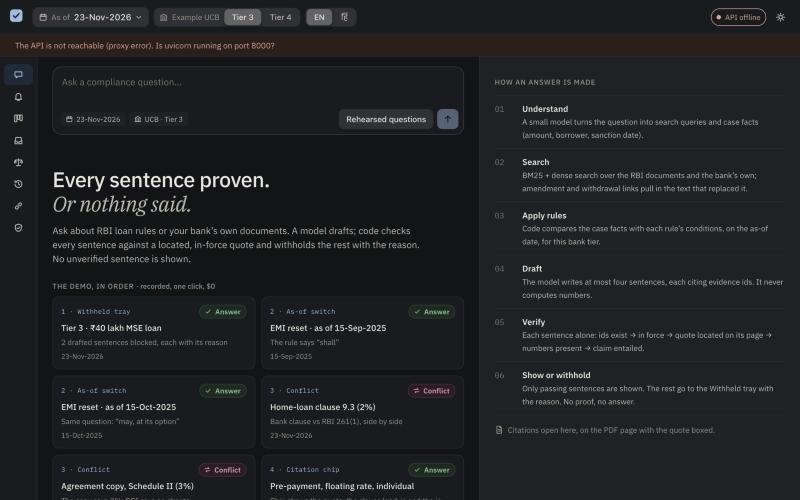 As of 23-Nov-2026
Example UCB Tier 3 Tier 4
EN हिं
API offline
The API is not reachable (proxy error). Is uvicorn running on port 8000?
Ask a compliance question...
23-Nov-2026 UCB · Tier 3 Rehearsed questions
Every sentence proven.
Or nothing said.
Ask about RBI loan rules or your bank's own documents. A model drafts; code checks
every sentence against a located, in-force quote and withholds the rest with the reason.
No unverified sentence is shown.
THE DEMO, IN ORDER · recorded, one click, $0
1 · Withheld tray Answer
Tier 3 · ₹40 lakh MSE loan
2 drafted sentences blocked, each with its reason
23-Nov-2026
2 · As-of switch Answer
EMI reset · as of 15-Sep-2025
The rule says "shall"
15-Sep-2025
2 · As-of switch Answer
EMI reset · as of 15-Oct-2025
Same question: "may, at its option"
15-Oct-2025
3 · Conflict Conflict
Home-loan clause 9.3 (2%)
Bank clause vs RBI 261(1), side by side
23-Nov-2026
3 · Conflict Conflict
Agreement copy, Schedule II (3%)
4 · Citation chip Answer
Pre-payment, floating rate, individual
HOW AN ANSWER IS MADE
01 Understand
A small model turns the question into search queries and case facts
(amount, borrower, sanction date).
02 Search
BM25 + dense search over the RBI documents and the bank's own;
amendment and withdrawal links pull in the text that replaced it.
03 Apply rules
Code compares the case facts with each rule's conditions, on the as-of
date, for this bank tier.
04 Draft
The model writes at most four sentences, each citing evidence ids. It never
computes numbers.
05 Verify
Each sentence alone: ids exist → in force → quote located on its page →
numbers present → claim entailed.
06 Show or withhold
Only passing sentences are shown. The rest go to the Withheld tray with
the reason. No proof, no answer.
Citations open here, on the PDF page with the quote boxed.